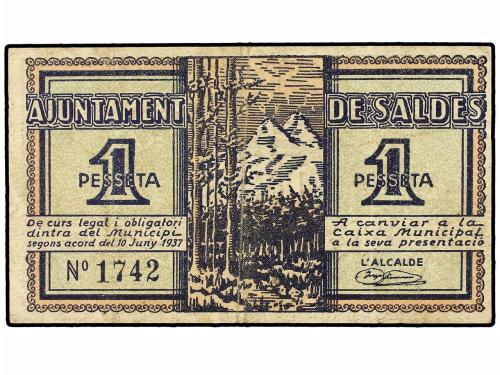 AJUNTAMENT DE SALDES
1
PESSETA
De curs legal i obligatori
dintra del Municipi
segons acord del 10 Juny 1937
Nº 1742
1
PESSETA
A canviar a la
Caixa Municipal
a la seva presentació
L'ALCALDE